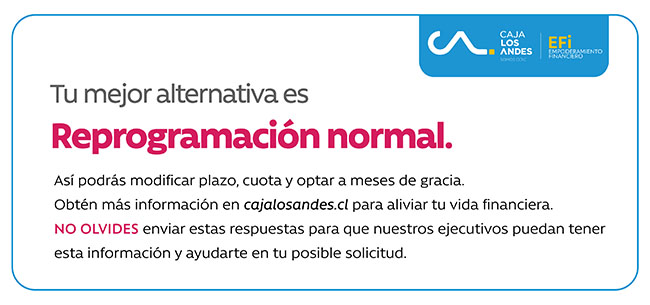 CAJA
LOS
ANDES
SOMOS CChC
EFi
EMPODERAMIENTO
FINANCIERO
Tu mejor alternativa es
Reprogramación normal.
Así podrás modificar plazo, cuota y optar a meses de gracia.
Obtén más información en cajalosandes.cl para aliviar tu vida financiera.
NO OLVIDES enviar estas respuestas para que nuestros ejecutivos puedan tener
esta información y ayudarte en tu posible solicitud.